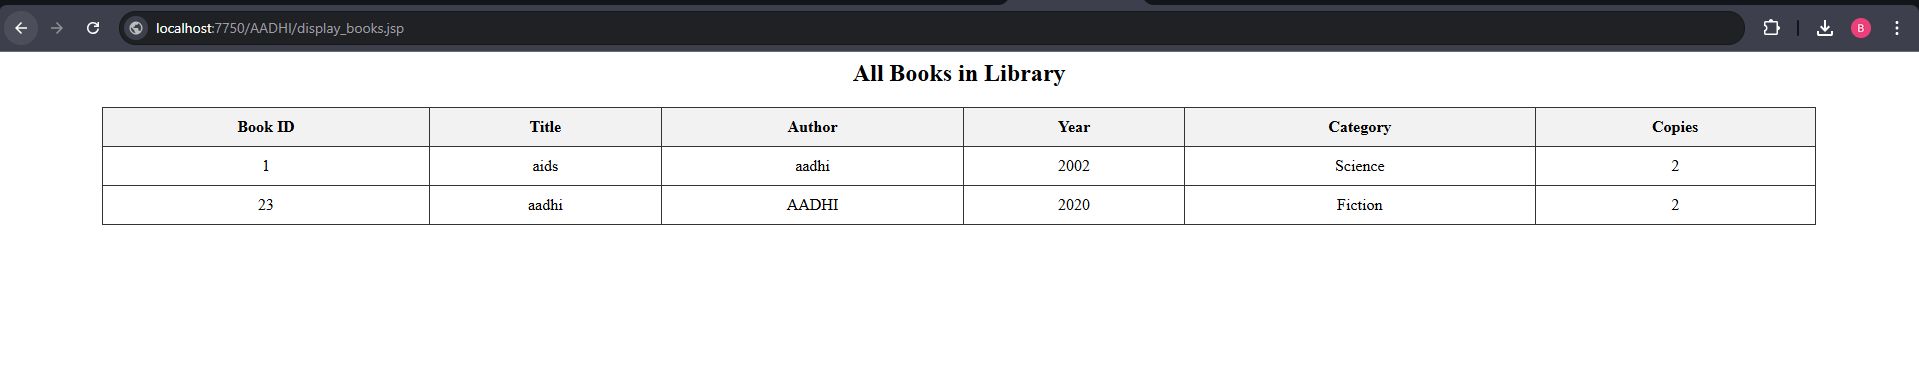 localhost:7750/AADHI/display_books.jsp
B
All Books in Library
Book ID Title Author Year Category Copies
1 aids aadhi 2002 Science 2
23 aadhi AADHI 2020 Fiction 2